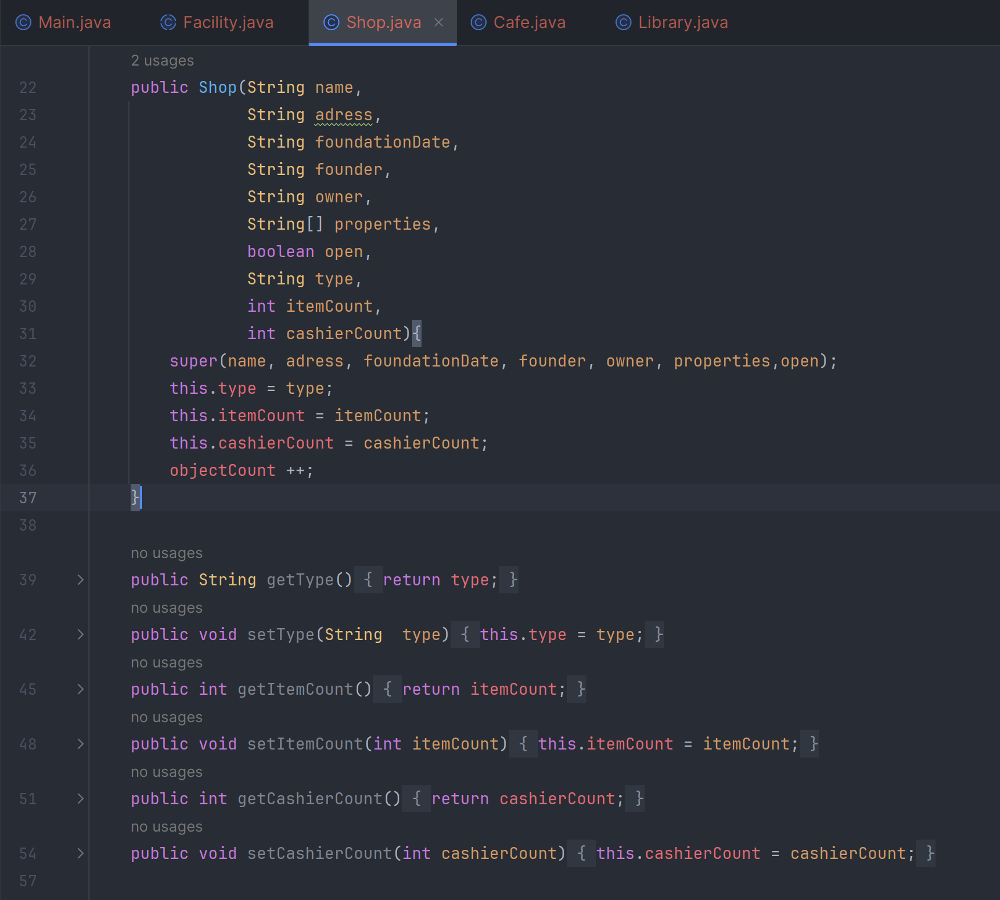 Main.java Facility.java Shop.java × Cafe.java Library.java
2 usages
22 public Shop(String name,
23 String adress,
24 String foundationDate,
25 String founder,
26 String owner,
27 String[] properties,
28 boolean open,
29 String type,
30 int itemCount,
31 int cashierCount){
32 super(name, adress, foundationDate, founder, owner, properties,open);
33 this.type = type;
34 this.itemCount = itemCount;
35 this.cashierCount = cashierCount;
36 objectCount ++;
37 }
38
no usages
39 public String getType() { return type; }
no usages
42 public void setType(String  type) { this.type = type; }
no usages
45 public int getItemCount() { return itemCount; }
no usages
48 public void setItemCount(int itemCount) { this.itemCount = itemCount; }
no usages
51 public int getCashierCount() { return cashierCount; }
no usages
54 public void setCashierCount(int cashierCount) { this.cashierCount = cashierCount; }
57